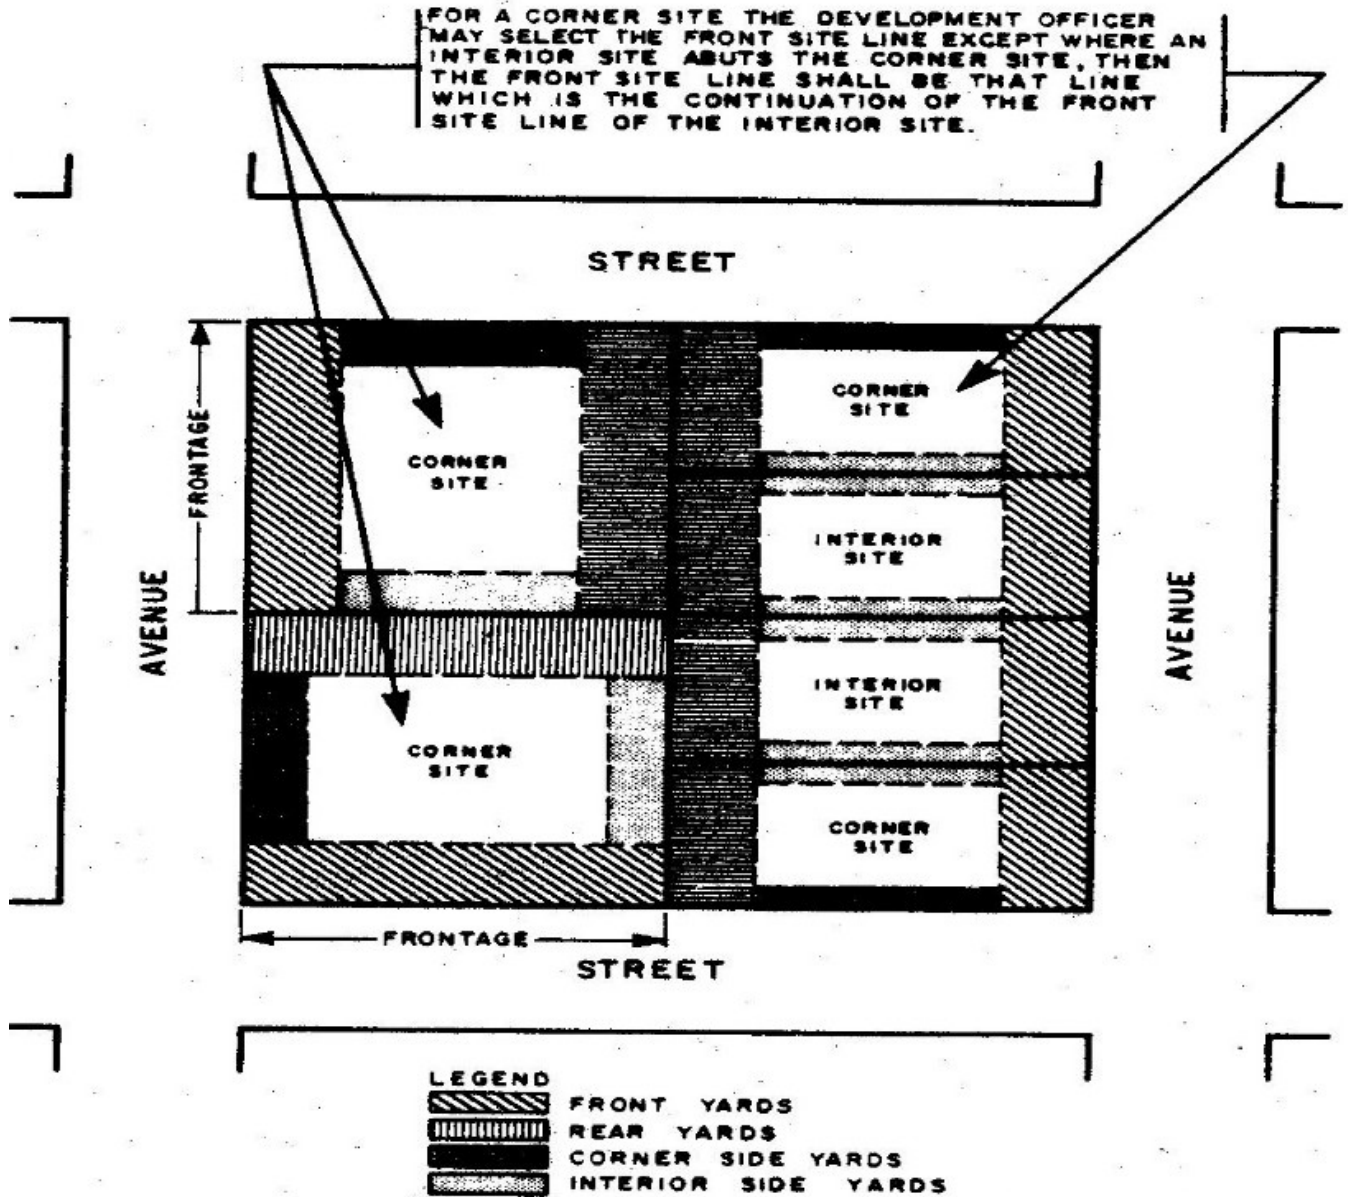 FOR A CORNER SITE THE DEVELOPMENT OFFICER
MAY SELECT THE FRONT SITE LINE EXCEPT WHERE AN
INTERIOR SITE ABUTS THE CORNER SITE, THEN
THE FRONT SITE LINE SHALL BE THAT LINE
WHICH IS THE CONTINUATION OF THE FRONT
SITE LINE OF THE INTERIOR SITE.
STREET
FRONTAGE
CORNER
SITE
CORNER
SITE
INTERIOR
SITE
AVENUE
AVENUE
INTERIOR
SITE
CORNER
SITE
CORNER
SITE
FRONTAGE
STREET
LEGEND
FRONT YARDS
REAR YARDS
CORNER SIDE YARDS
INTERIOR SIDE YARDS